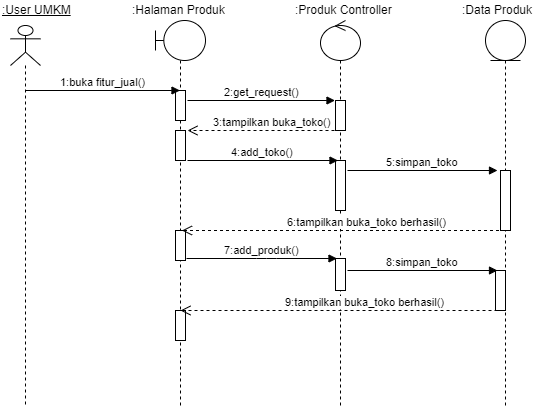 :User UMKM
:Halaman Produk
:Produk Controller
:Data Produk
1:buka fitur_jual()
2:get_request()
3:tampilkan buka_toko()
4:add_toko()
5:simpan_toko
6:tampilkan buka_toko berhasil()
7:add_produk()
8:simpan_toko
9:tampilkan buka_toko berhasil()